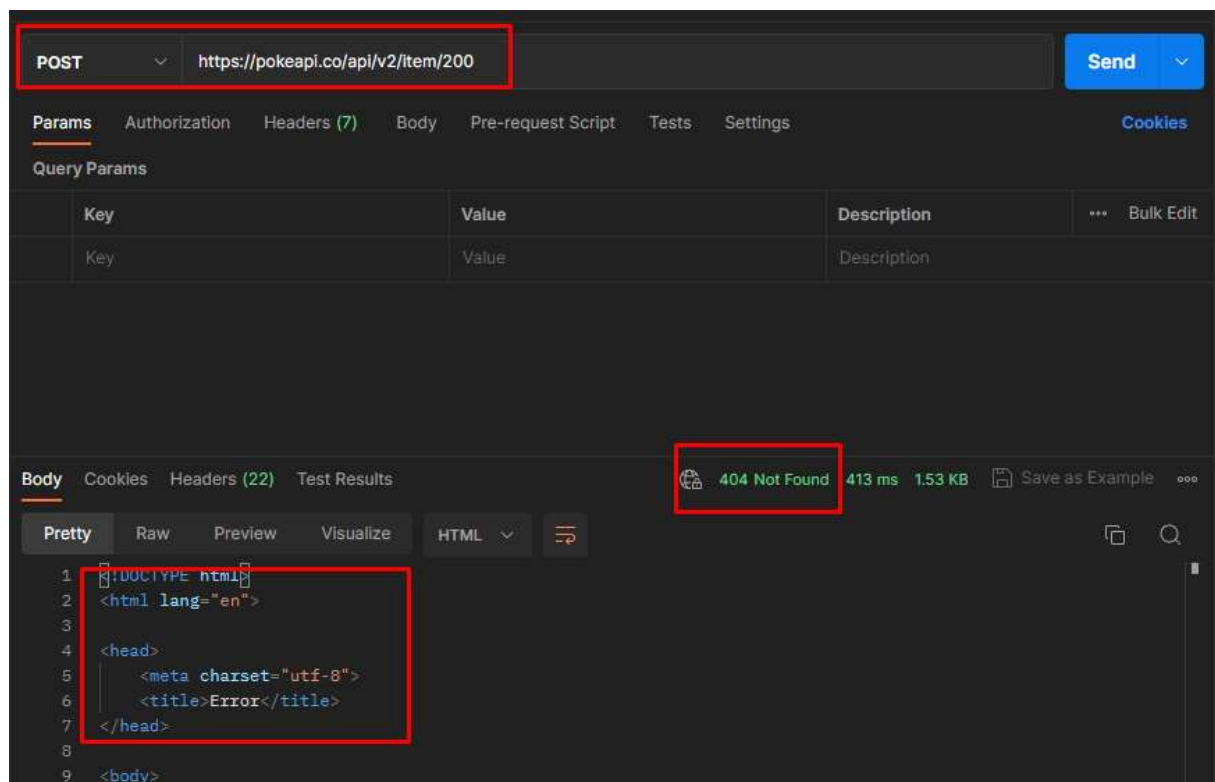 POST https://pokeapi.co/api/v2/item/200 Send
Params Authorization Headers (7) Body Pre-request Script Tests Settings Cookies
Query Params
Key Value Description ••• Bulk Edit
Key Value Description
Body Cookies Headers (22) Test Results 404 Not Found 413 ms 1.53 KB Save as Example •••
Pretty Raw Preview Visualize HTML
1 <!DOCTYPE html>
2 <html lang="en">
3
4 <head>
5 <meta charset="utf-8">
6 <title>Error</title>
7 </head>
8
9 <body>